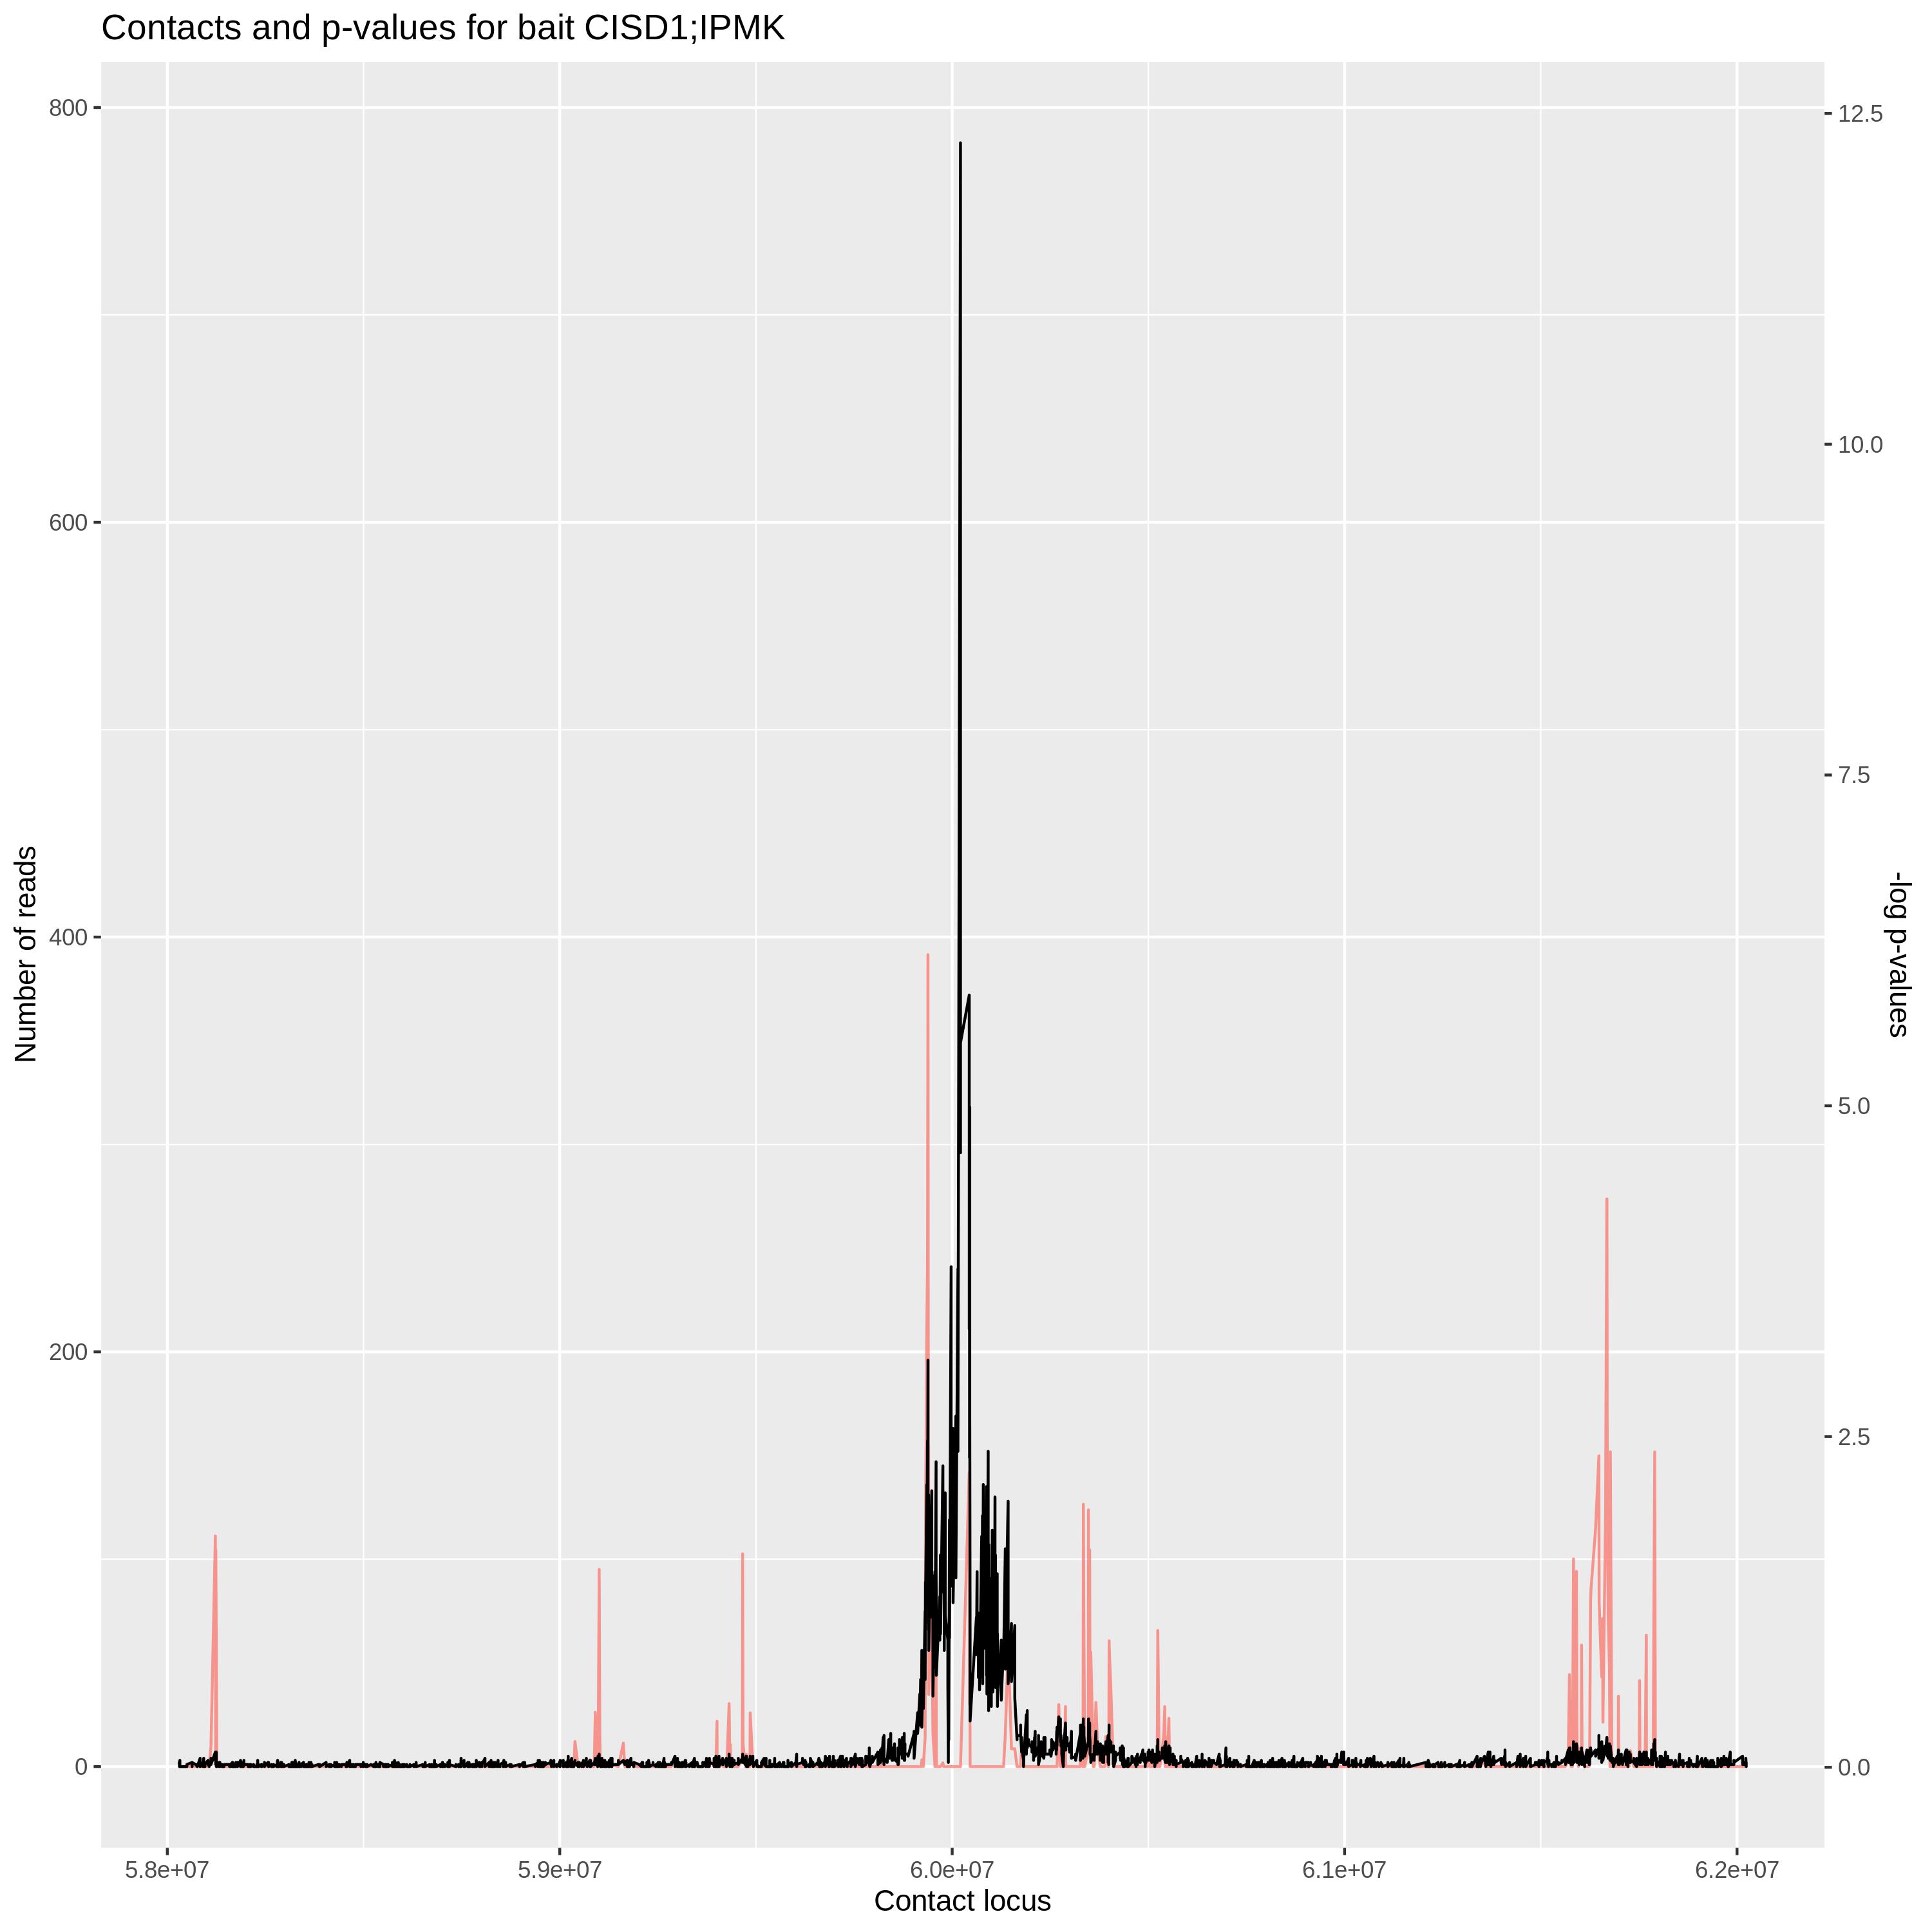 Contacts and p-values for bait CISD1;IPMK
800
600
400
200
0
Number of reads
12.5
10.0
7.5
5.0
2.5
0.0
-log p-values
5.8e+07
5.9e+07
6.0e+07
6.1e+07
6.2e+07
Contact locus